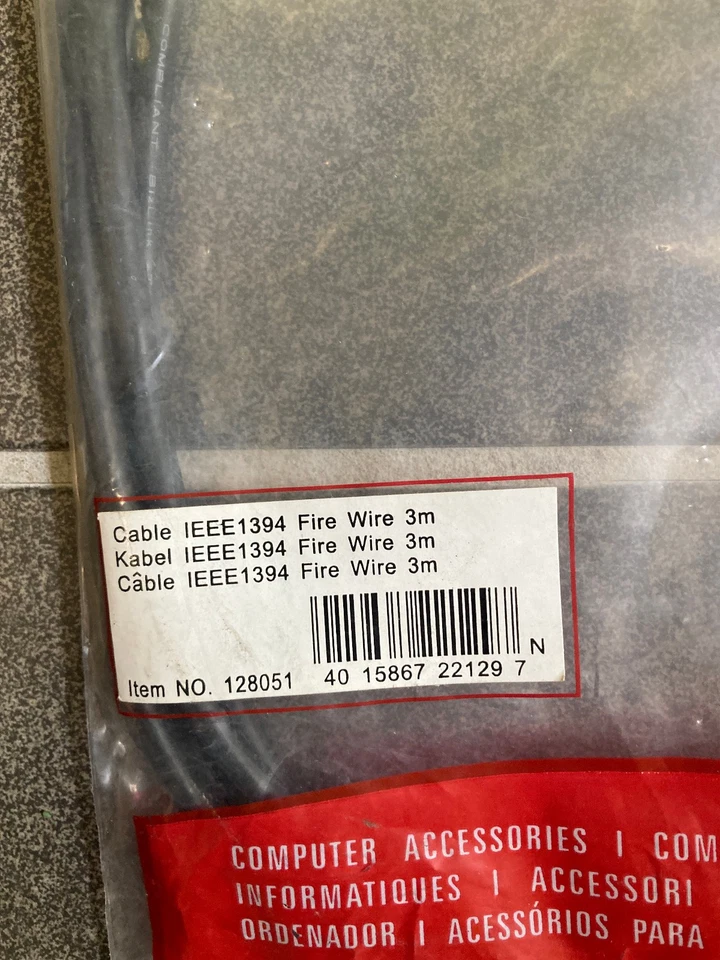 COMPLIANT
Cable IEEE1394 Fire Wire 3m
Kabel IEEE1394 Fire Wire 3m
Câble IEEE1394 Fire Wire 3m
N
Item NO. 128051 40 15867 22129 7
COMPUTER ACCESSORIES I COM
INFORMATIQUES I ACCESSORI
ORDENADOR I ACESSÓRIOS PARA